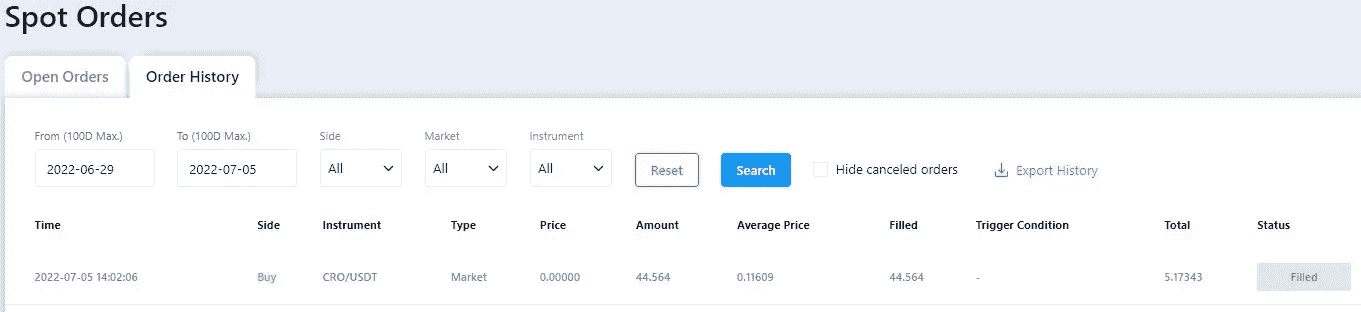 Spot Orders
Open Orders Order History
From (100D Max.) To (100D Max.) Side Market Instrument
2022-06-29 2022-07-05 All All All Reset Search Hide canceled orders Export History
Time Side Instrument Type Price Amount Average Price Filled Trigger Condition Total Status
2022-07-05 14:02:06 Buy CRO/USDT Market 0.00000 44.564 0.11609 44.564 - 5.17343 Filled